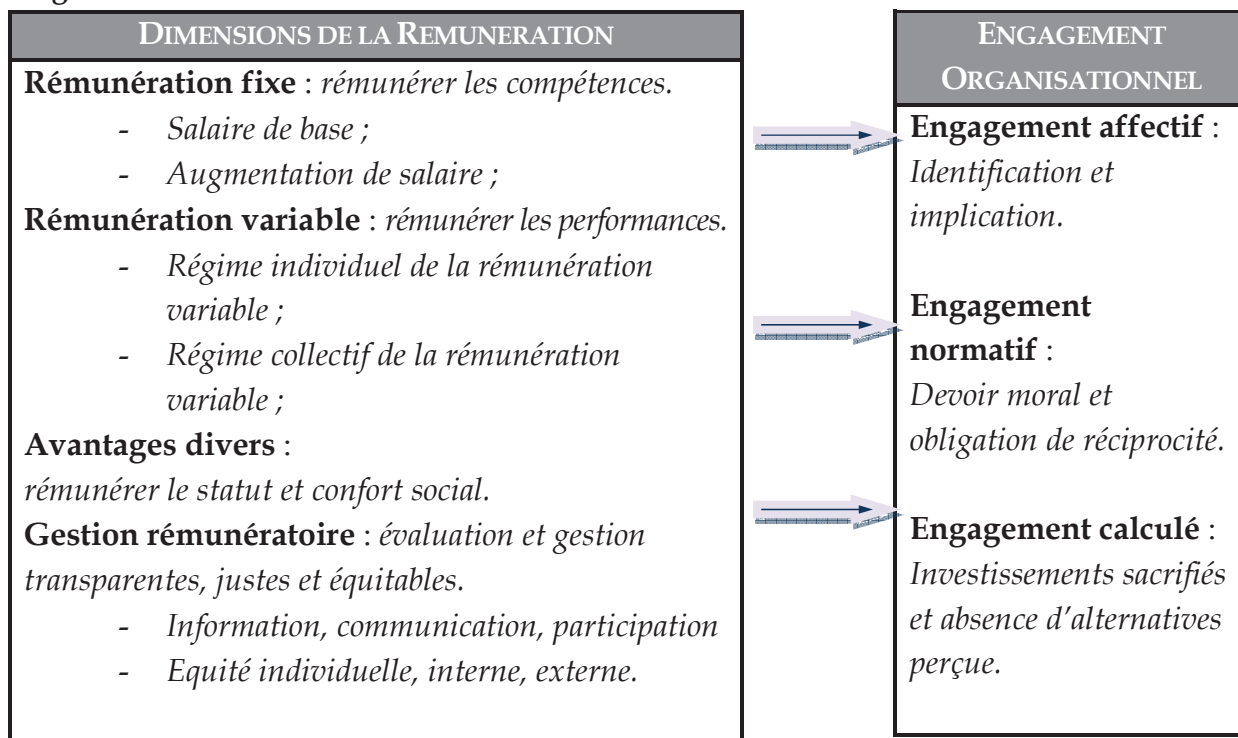 DIMENSIONS DE LA REMUNERATION
Rémunération fixe : rémunérer les compétences.
- Salaire de base ;
- Augmentation de salaire ;
Rémunération variable : rémunérer les performances.
- Régime individuel de la rémunération
variable ;
- Régime collectif de la rémunération
variable ;
Avantages divers :
rémunérer le statut et confort social.
Gestion rémunératoire : évaluation et gestion
transparentes, justes et équitables.
- Information, communication, participation
- Equité individuelle, interne, externe.
ENGAGEMENT
ORGANISATIONNEL
Engagement affectif :
Identification et
implication.
Engagement
normatif :
Devoir moral et
obligation de réciprocité.
Engagement calculé :
Investissements sacrifiés
et absence d'alternatives
perçue.